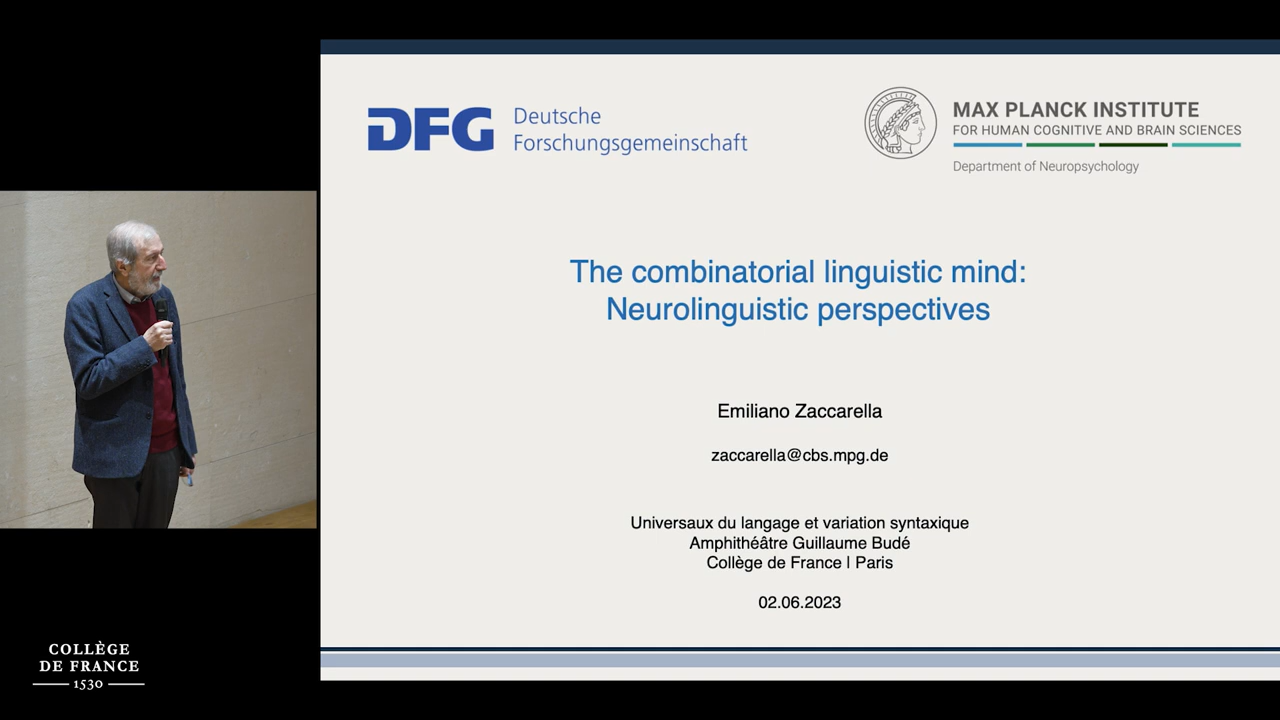 DFG
Deutsche
Forschungsgemeinschaft
MAX PLANCK INSTITUTE
FOR HUMAN COGNITIVE AND BRAIN SCIENCES
Department of Neuropsychology
The combinatorial linguistic mind:
Neurolinguistic perspectives
Emiliano Zaccarella
zaccarella@cbs.mpg.de
Universaux du langage et variation syntaxique
Amphithéâtre Guillaume Budé
Collège de France | Paris
02.06.2023
COLLÈGE
DE FRANCE
1530